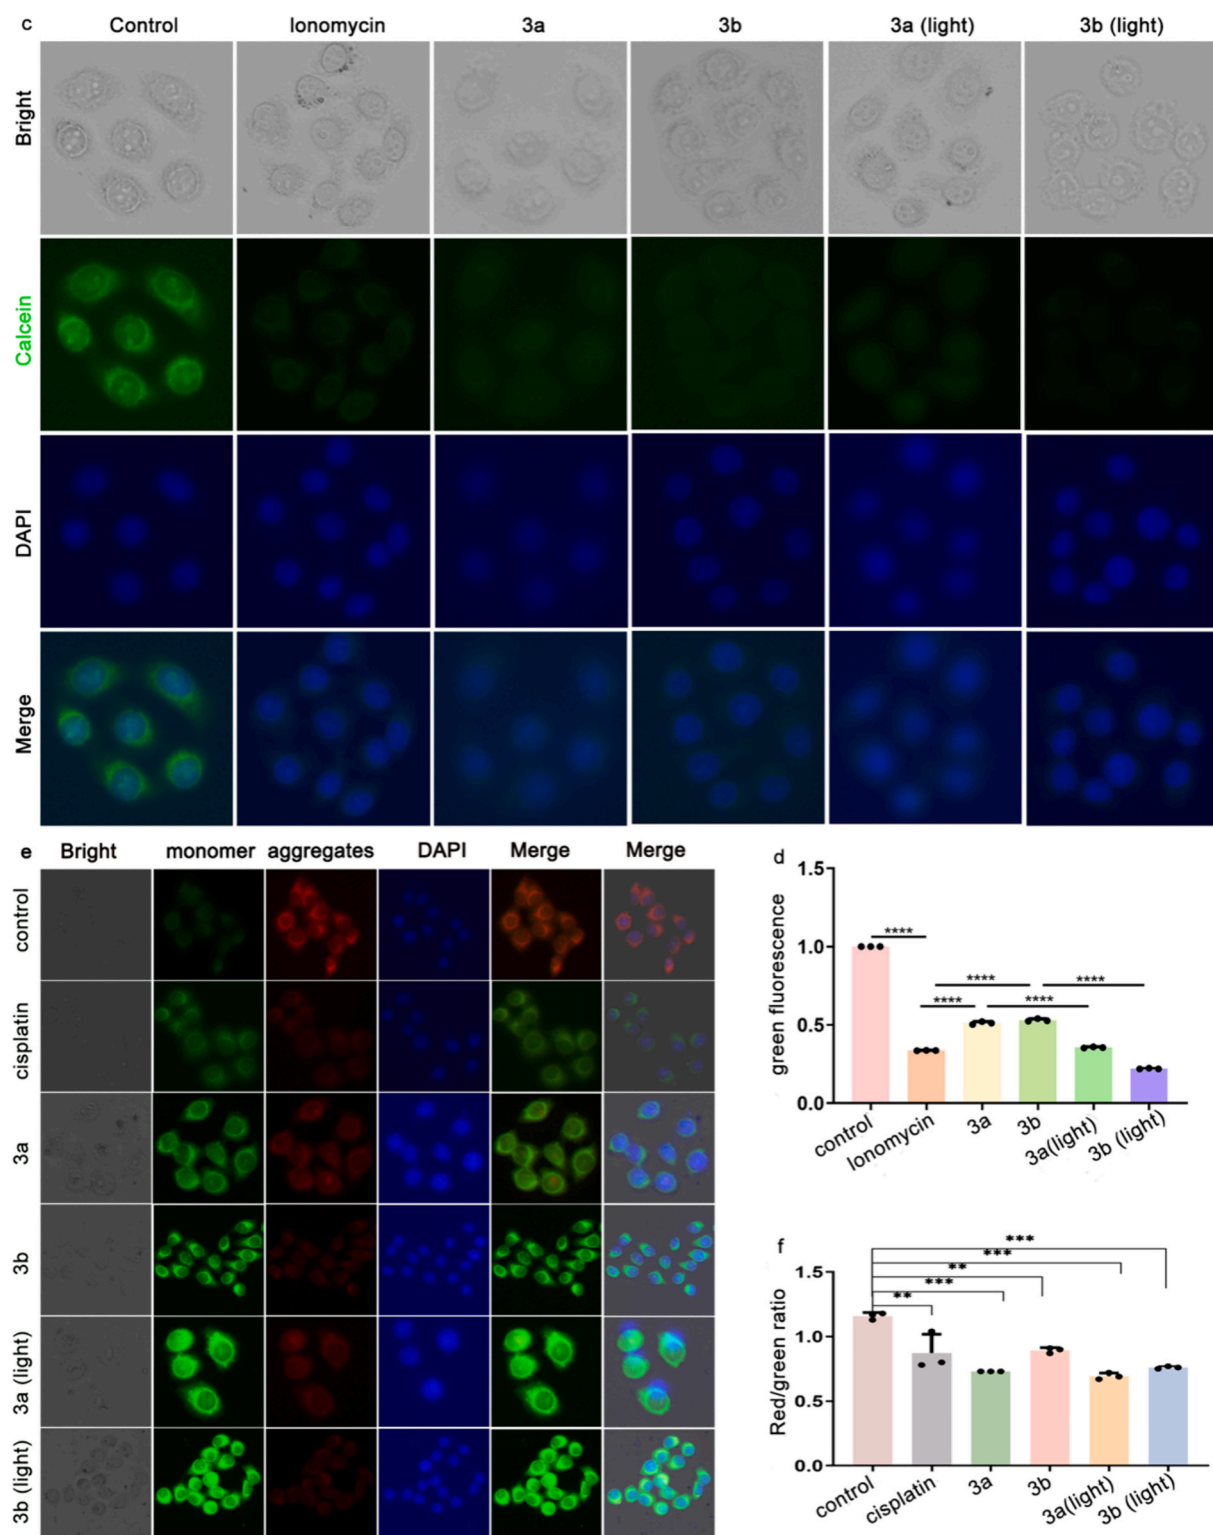 c
Control Ionomycin 3a 3b 3a (light) 3b (light)
Bright
Calcein
DAPI
Merge
e
Bright monomer aggregates DAPI Merge Merge
control
cisplatin
3a
3b
3a (light)
3b (light)
d
green fluorescence
1.5
1.0
0.5
0.0
****
**** ****
**** ****
control Ionomycin 3a 3b 3a(light) 3b (light)
f
Red/green ratio
1.5
1.0
0.5
0.0
***
***
**
***
**
control cisplatin 3a 3b 3a(light) 3b (light)